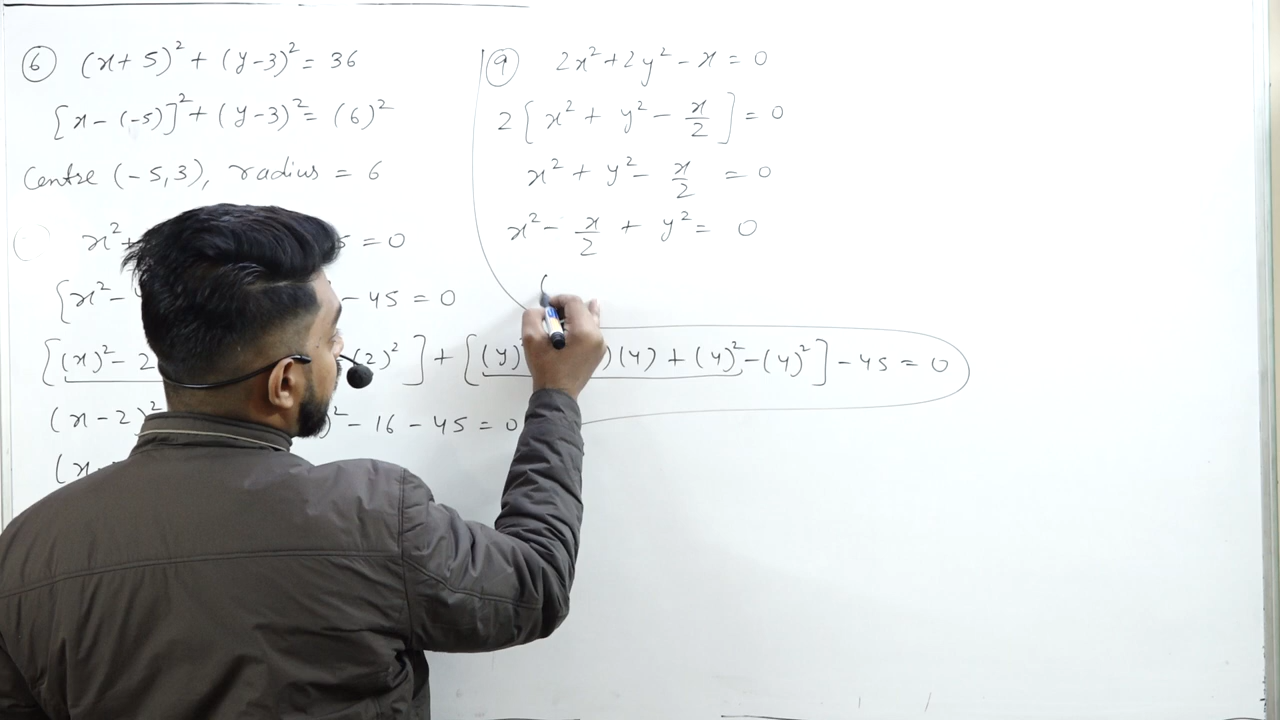 ⑥ (x+5)² + (y-3)² = 36
[x-(-5)]² + (y-3)² = (6)²
Centre (-5,3), radius = 6
x²+ 5 = 0
[x²- - 45 = 0
[(x)² - 2 (2)²] + [(y)² )(4) + (4)² - (4)²] - 45 = 0
(x-2)² )² - 16 - 45 = 0
(x-
⑨ 2x²+2y²-x = 0
2[x² + y² - x/2] = 0
x² + y² - x/2 = 0
x² - x/2 + y² = 0
(